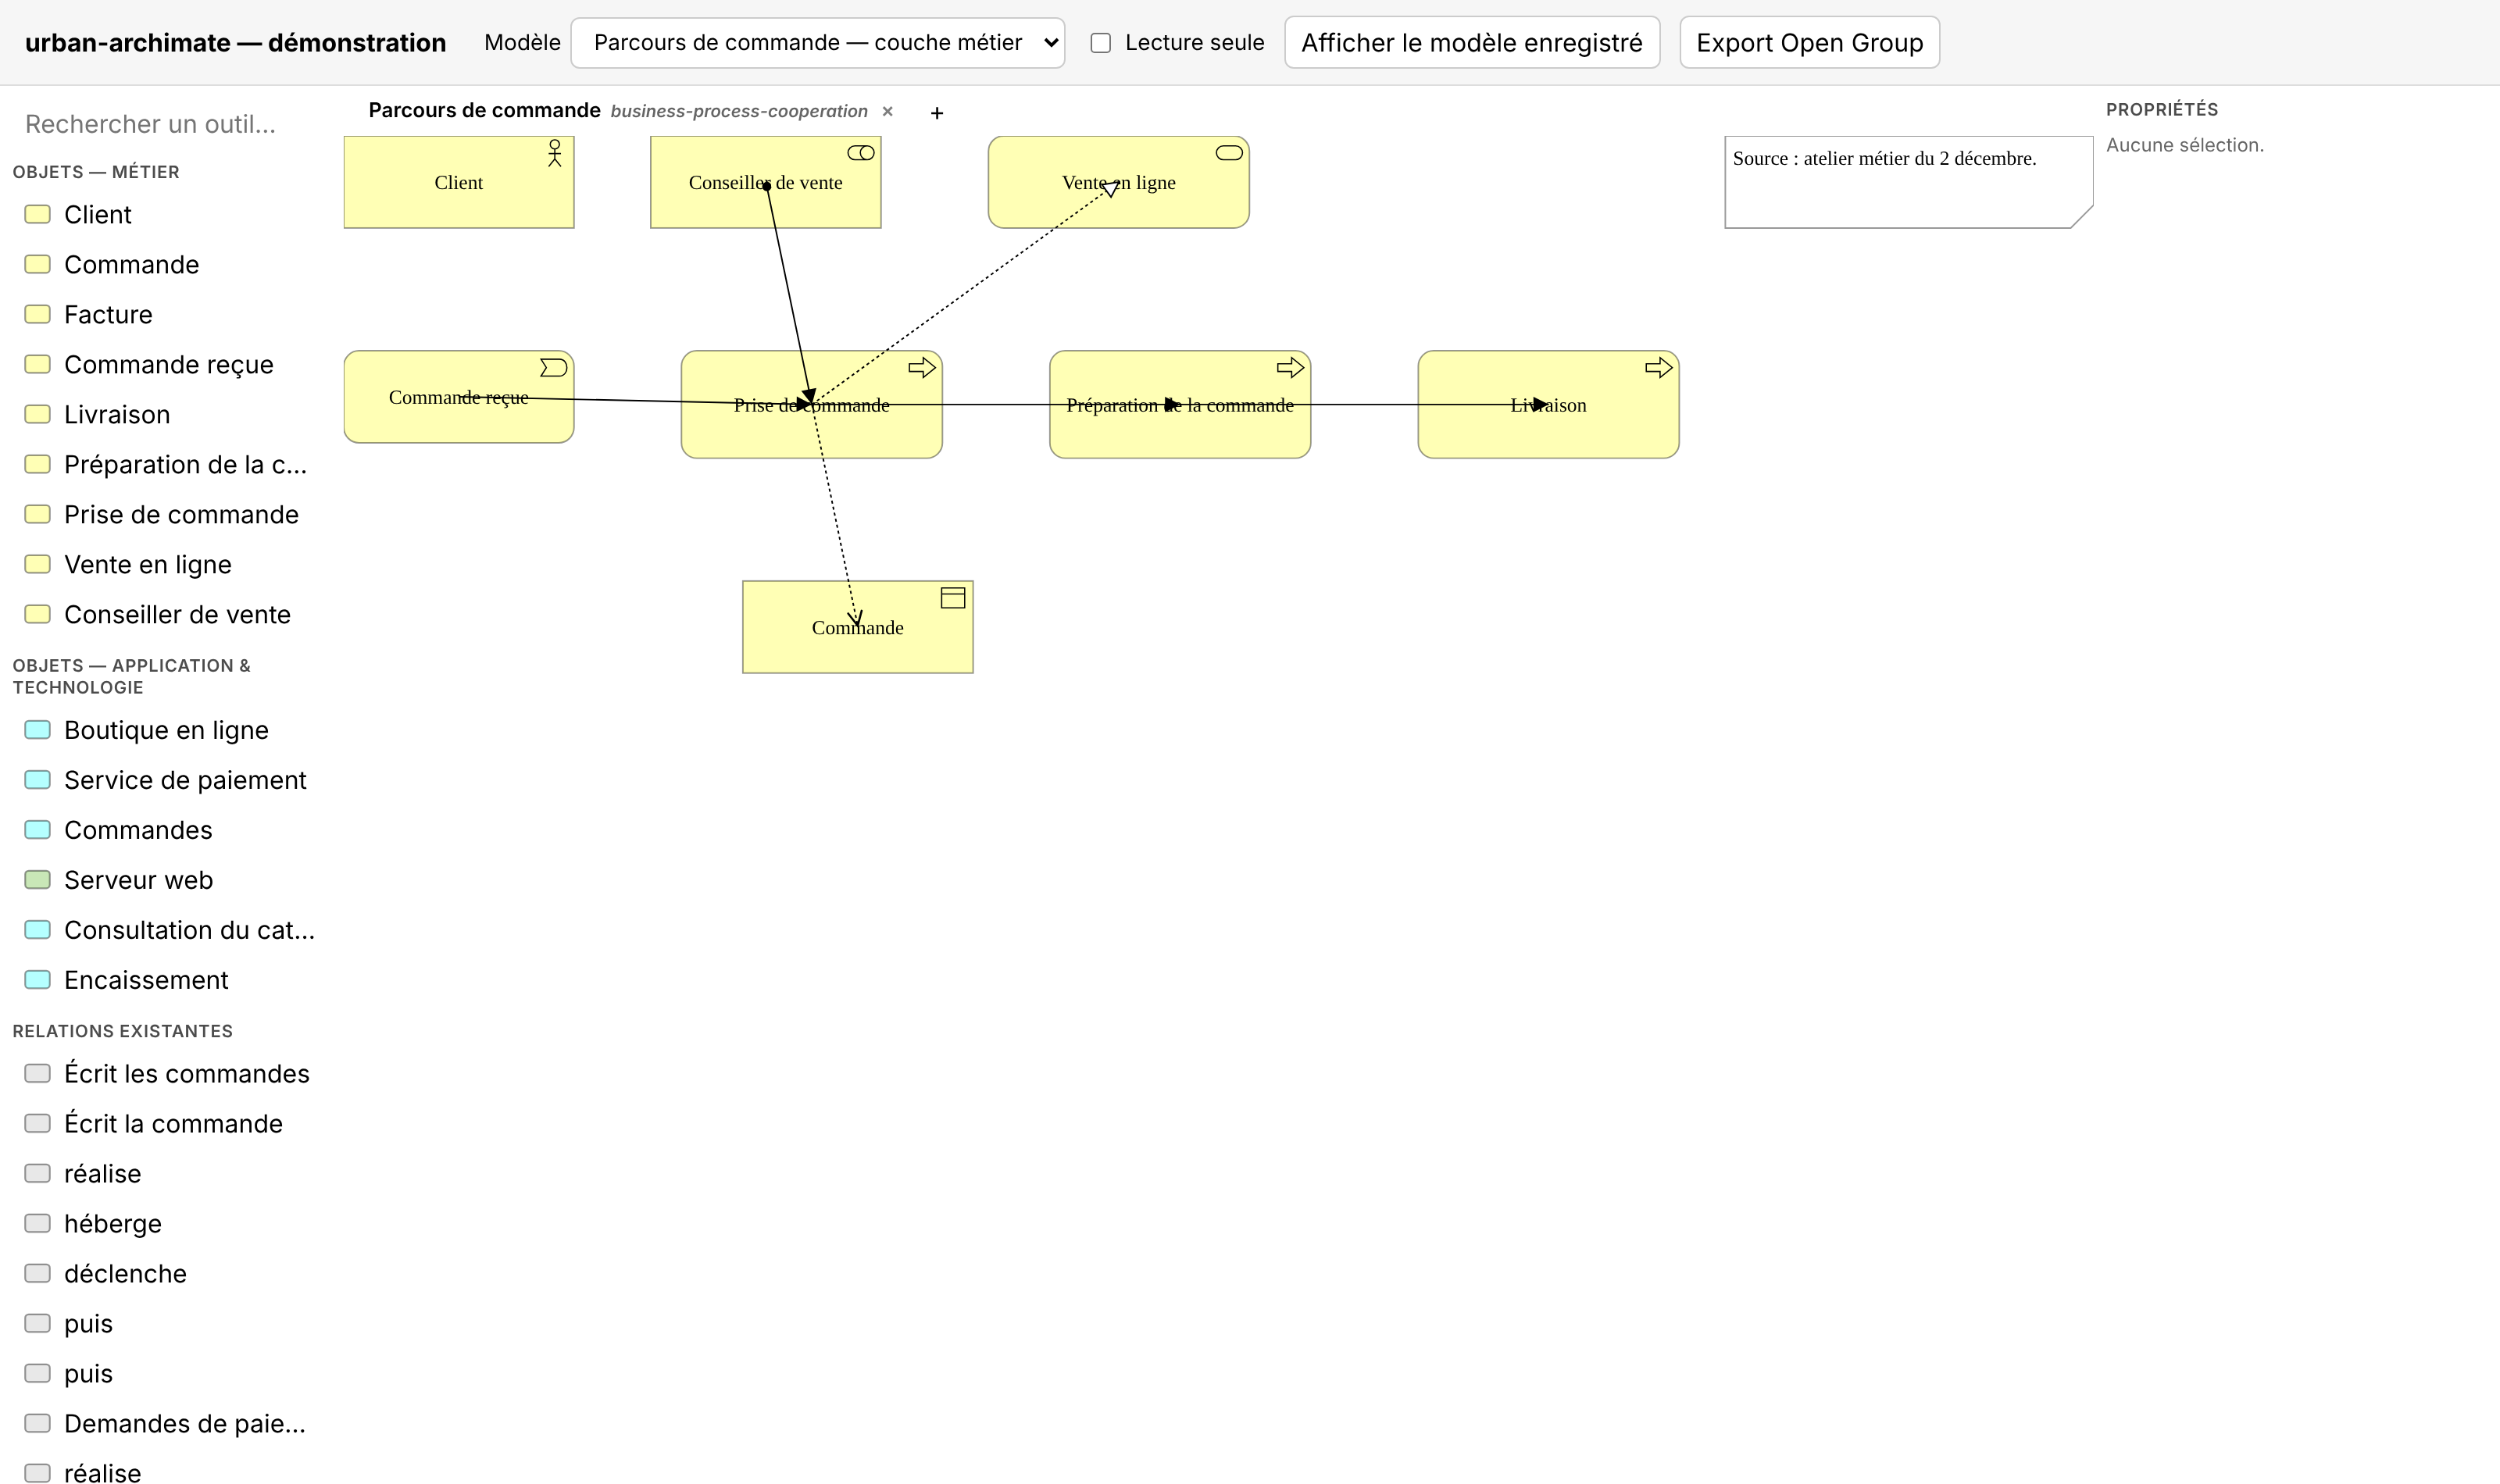 urban-archimate — démonstration
Modèle
Parcours de commande — couche métier
Lecture seule
Afficher le modèle enregistré
Export Open Group
Rechercher un outil...
OBJETS — MÉTIER
Client
Commande
Facture
Commande reçue
Livraison
Préparation de la c...
Prise de commande
Vente en ligne
Conseiller de vente
OBJETS — APPLICATION &
TECHNOLOGIE
Boutique en ligne
Service de paiement
Commandes
Serveur web
Consultation du cat...
Encaissement
RELATIONS EXISTANTES
Écrit les commandes
Écrit la commande
réalise
héberge
déclenche
puis
puis
Demandes de paie...
réalise
Parcours de commande business-process-cooperation × +
Client
Conseiller de vente
Vente en ligne
Source : atelier métier du 2 décembre.
Commande reçue
Prise de commande
Préparation de la commande
Livraison
Commande
PROPRIÉTÉS
Aucune sélection.